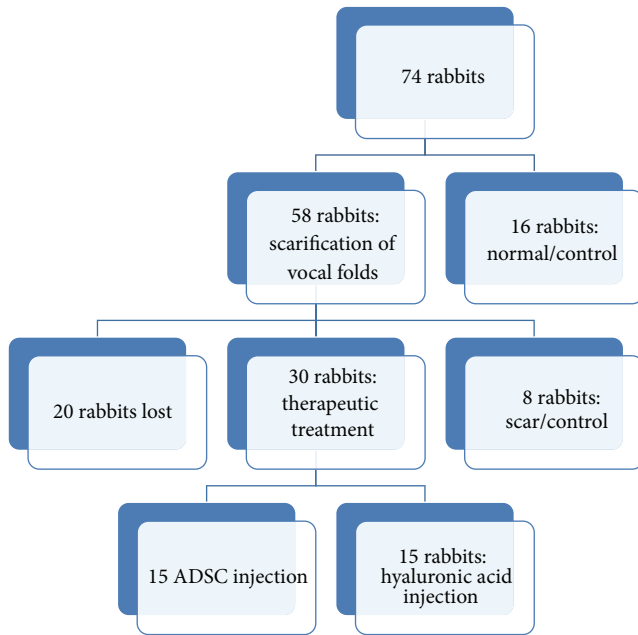 74 rabbits
58 rabbits:
scarification of
vocal folds
16 rabbits:
normal/control
20 rabbits lost
30 rabbits:
therapeutic
treatment
8 rabbits:
scar/control
15 ADSC injection
15 rabbits:
hyaluronic acid
injection